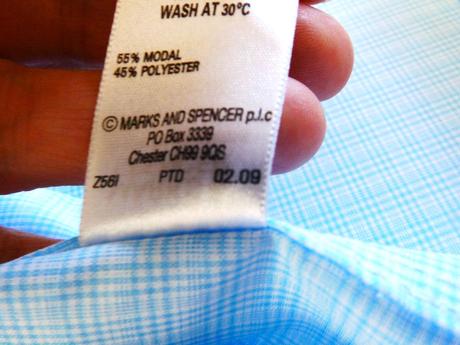 WASH AT 30°C
55% MODAL
45% POLYESTER
© MARKS AND SPENCER p.l.c
PO Box 3339
Chester CH99 9QS
Z56I PTD 02.09